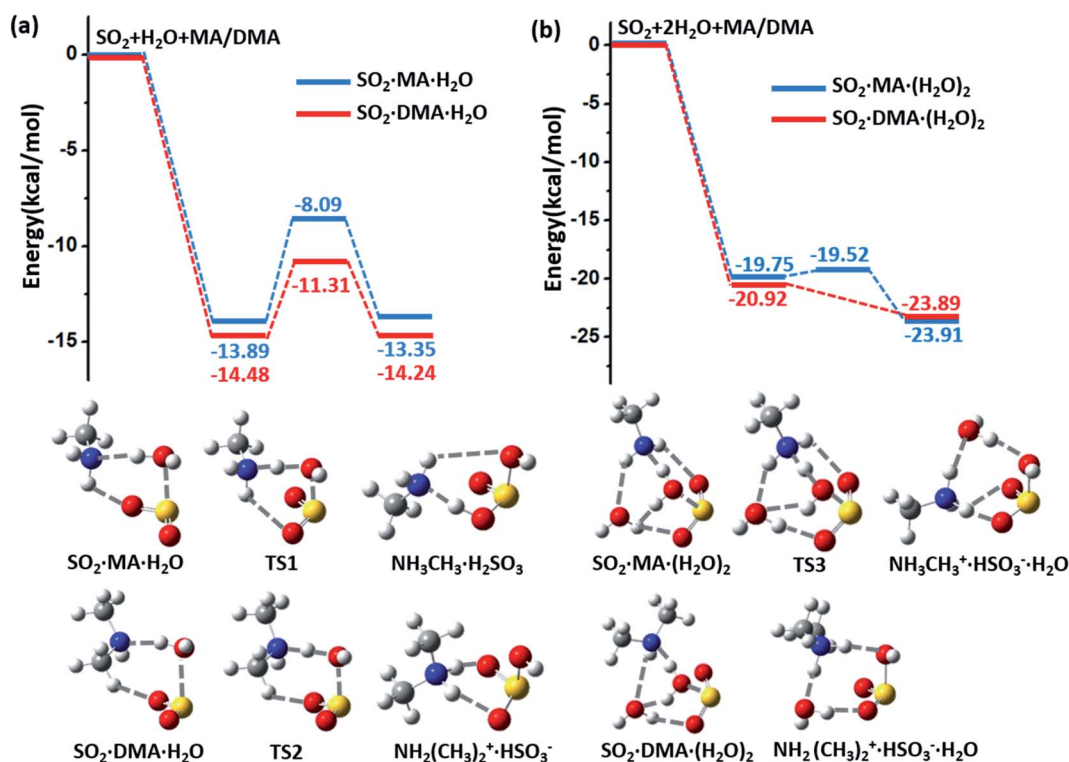 (a)
SO₂+H₂O+MA/DMA
SO₂·MA·H₂O
SO₂·DMA·H₂O
Energy(kcal/mol)
0
-5
-10
-15
-8.09
-11.31
-13.89
-14.48
-13.35
-14.24
(b)
SO₂+2H₂O+MA/DMA
SO₂·MA·(H₂O)₂
SO₂·DMA·(H₂O)₂
Energy(kcal/mol)
0
-5
-10
-15
-20
-25
-19.75
-20.92
-19.52
-23.89
-23.91
SO₂·MA·H₂O
TS1
NH₃CH₃·H₂SO₃
SO₂·MA·(H₂O)₂
TS3
NH₃CH₃⁺·HSO₃⁻·H₂O
SO₂·DMA·H₂O
TS2
NH₂(CH₃)₂⁺·HSO₃⁻
SO₂·DMA·(H₂O)₂
NH₂(CH₃)₂⁺·HSO₃⁻·H₂O